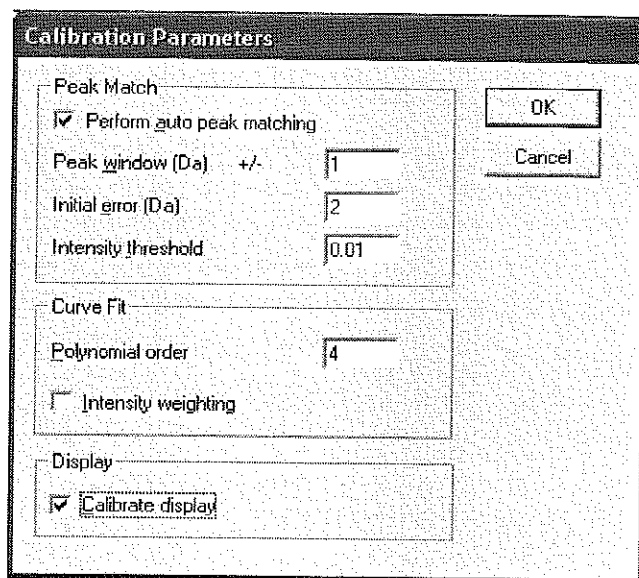 Calibration Parameters
Peak Match
Perform auto peak matching
Peak window (Da) +/- 1
Initial error (Da) 2
Intensity threshold 0.01
OK
Cancel
Curve Fit
Polynomial order 4
Intensity weighting
Display
Calibrate display